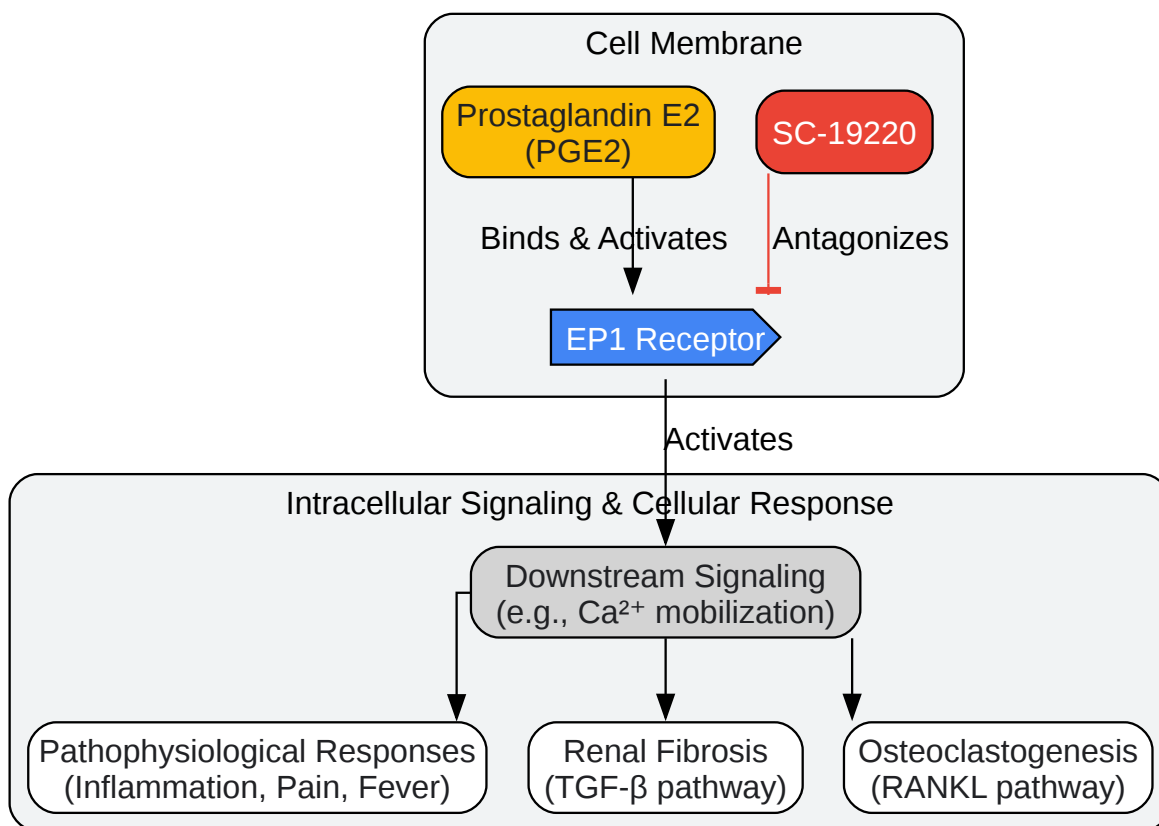 Cell Membrane
Prostaglandin E2
(PGE2)
SC-19220
Binds & Activates
Antagonizes
EP1 Receptor
Activates
Intracellular Signaling & Cellular Response
Downstream Signaling
(e.g., Ca²⁺ mobilization)
Pathophysiological Responses
(Inflammation, Pain, Fever)
Renal Fibrosis
(TGF-β pathway)
Osteoclastogenesis
(RANKL pathway)